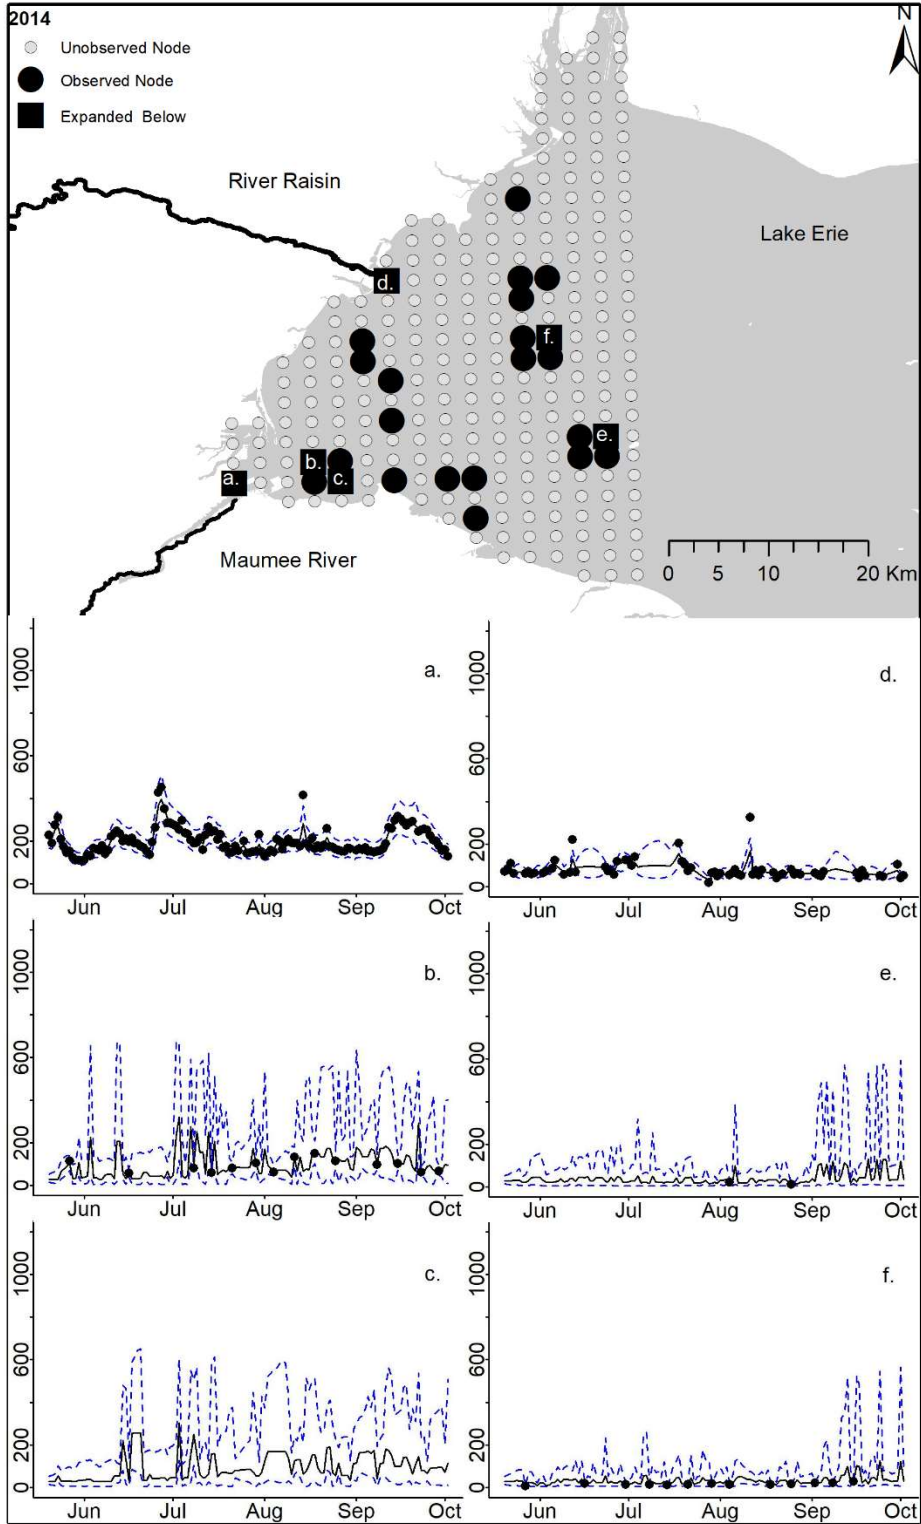 2014
N
Unobserved Node
Observed Node
Expanded Below
River Raisin
Lake Erie
d.
f.
e.
b.
a.
c.
Maumee River
0 5 10 20 Km
a.
0 200 600 1000
Jun Jul Aug Sep Oct
d.
0 200 600 1000
Jun Jul Aug Sep Oct
b.
0 200 600 1000
Jun Jul Aug Sep Oct
e.
0 200 600 1000
Jun Jul Aug Sep Oct
c.
0 200 600 1000
Jun Jul Aug Sep Oct
f.
0 200 600 1000
Jun Jul Aug Sep Oct